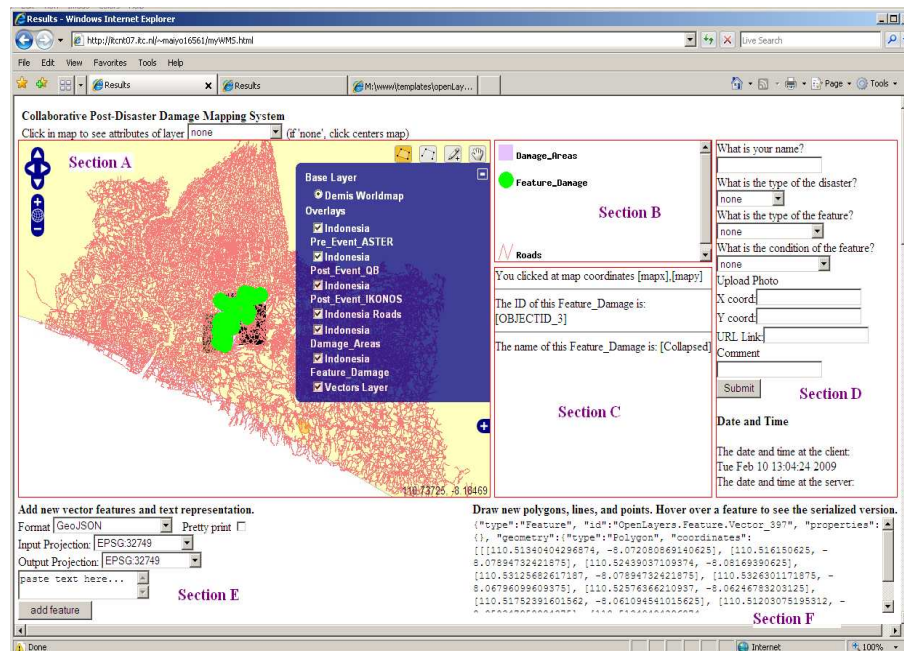 Results - Windows Internet Explorer
http://itcnt07.itc.nl/~maiyo16561/myWMS.html
Live Search
File Edit View Favorites Tools Help
Results
Results
M:\www\templates\openLay...
Page
Tools
Collaborative Post-Disaster Damage Mapping System
Click in map to see attributes of layer none (if 'none', click centers map)
Section A
Base Layer
Demis Worldmap
Overlays
Indonesia
Pre_Event_ASTER
Indonesia
Post_Event_QB
Indonesia
Post_Event_IKONOS
Indonesia Roads
Indonesia
Damage_Areas
Indonesia
Feature_Damage
Vectors Layer
110.73725, -8.16469
Damage_Areas
Feature_Damage
Section B
Roads
You clicked at map coordinates [mapx],[mapy]
The ID of this Feature_Damage is:
[OBJECTID_3]
The name of this Feature_Damage is: [Collapsed]
Section C
What is your name?
What is the type of the disaster?
none
What is the type of the feature?
none
What is the condition of the feature?
none
Upload Photo
X coord:
Y coord:
URL Link:
Comment
Submit
Section D
Date and Time
The date and time at the client:
Tue Feb 10 13:04:24 2009
The date and time at the server:
Add new vector features and text representation.
Format GeoJSON Pretty print
Input Projection: EPSG:32749
Output Projection: EPSG:32749
paste text here...
add feature
Section E
Draw new polygons, lines, and points. Hover over a feature to see the serialized version.
{"type":"Feature", "id":"OpenLayers.Feature.Vector_397", "properties":
{}, "geometry":{"type":"Polygon", "coordinates":
[[[110.51340404296874, -8.072080869140625], [110.516150625, -
8.07894732421875], [110.52439037109374, -8.08169390625],
[110.53125682617187, -8.07894732421875], [110.5326301171875, -
8.06796099609375], [110.52576366210937, -8.06246783203125],
[110.51752391601562, -8.061094541015625], [110.51203075195312, -
Section F
Done
Internet
100%